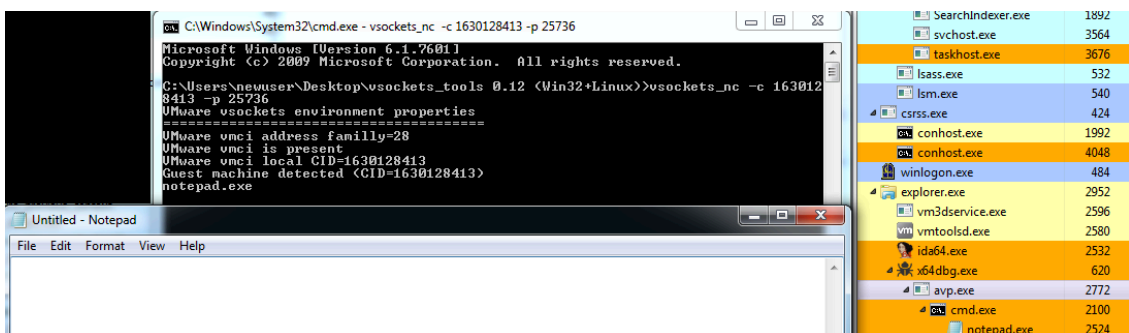 C:\Windows\System32\cmd.exe - vsockets_nc -c 1630128413 -p 25736
Microsoft Windows [Version 6.1.7601]
Copyright (c) 2009 Microsoft Corporation.  All rights reserved.
C:\Users\newuser\Desktop\vsockets_tools 0.12 (Win32+Linux)>vsockets_nc -c 163012
8413 -p 25736
VMware vsockets environment properties
======================================
VMware vmci address familly=28
VMware vmci is present
VMware vmci local CID=1630128413
Guest machine detected (CID=1630128413)
notepad.exe
Untitled - Notepad
File Edit Format View Help
SearchIndexer.exe 1892
svchost.exe 3564
taskhost.exe 3676
lsass.exe 532
lsm.exe 540
csrss.exe 424
conhost.exe 1992
conhost.exe 4048
winlogon.exe 484
explorer.exe 2952
vm3dservice.exe 2596
vmtoolsd.exe 2580
ida64.exe 2532
x64dbg.exe 620
avp.exe 2772
cmd.exe 2100
notepad.exe 2524